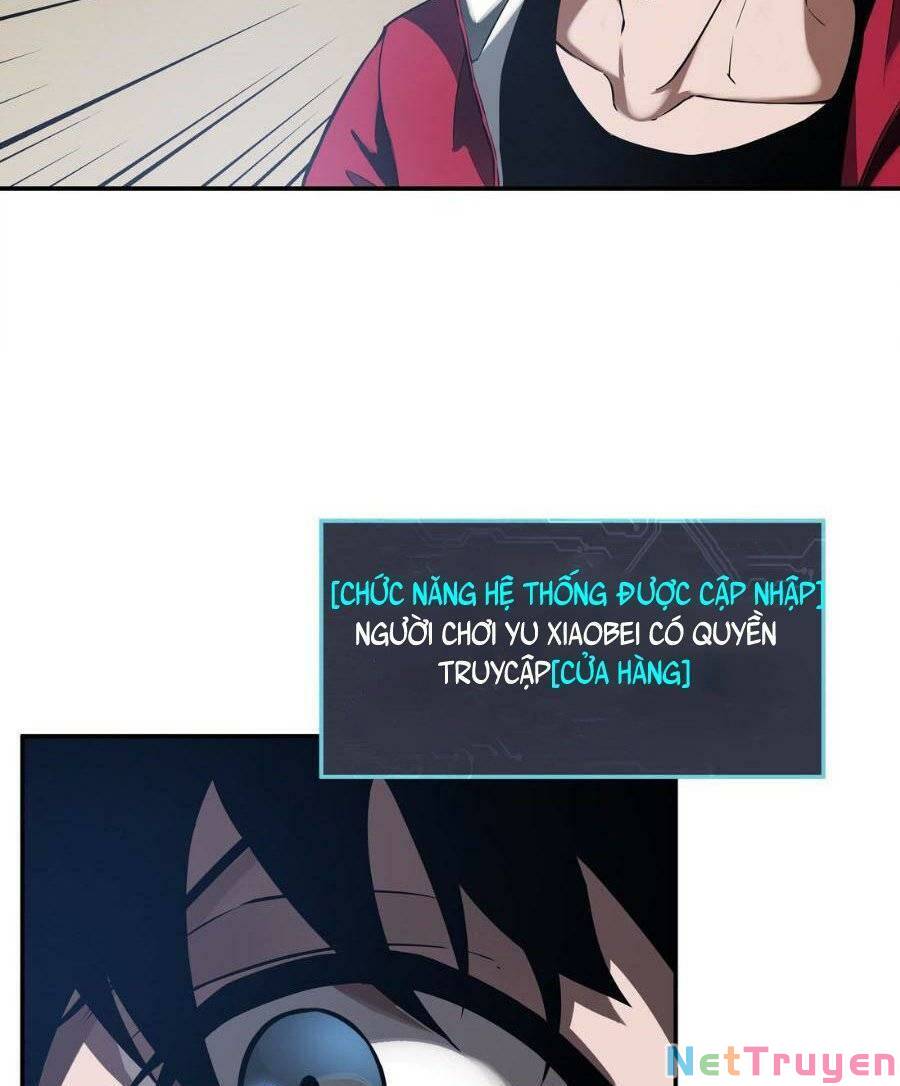 [CHỨC NĂNG HỆ THỐNG ĐƯỢC CẬP NHẬP]
NGƯỜI CHƠI YU XIAOBEI CÓ QUYỀN
TRUYCẬP[CỬA HÀNG]
NetTruyen